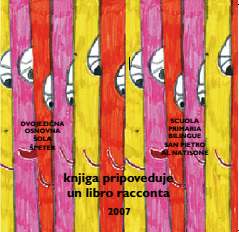 DVOJEZIČNA
OSNOVNA
ŠOLA
ŠPETER
SCUOLA
PRIMARIA
BILINGUE
SAN PIETRO
AL NATISONE
knjiga pripoveduje
un libro racconta
2007